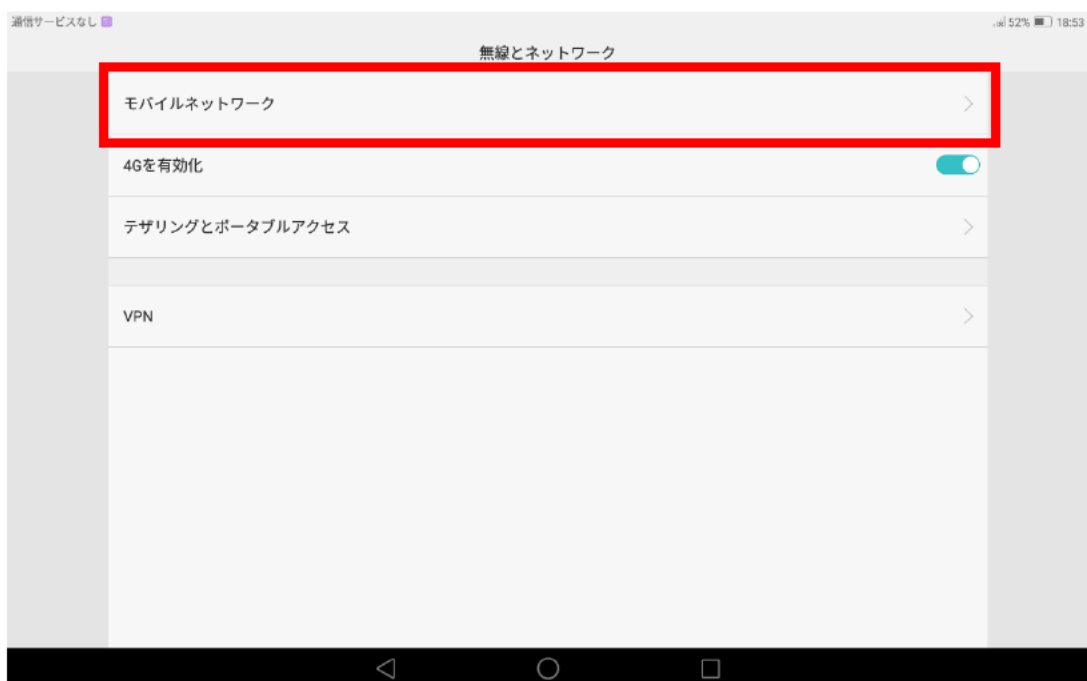 通信サービスなし
52% 18:53
無線とネットワーク
モバイルネットワーク
4Gを有効化
テザリングとポータブルアクセス
VPN